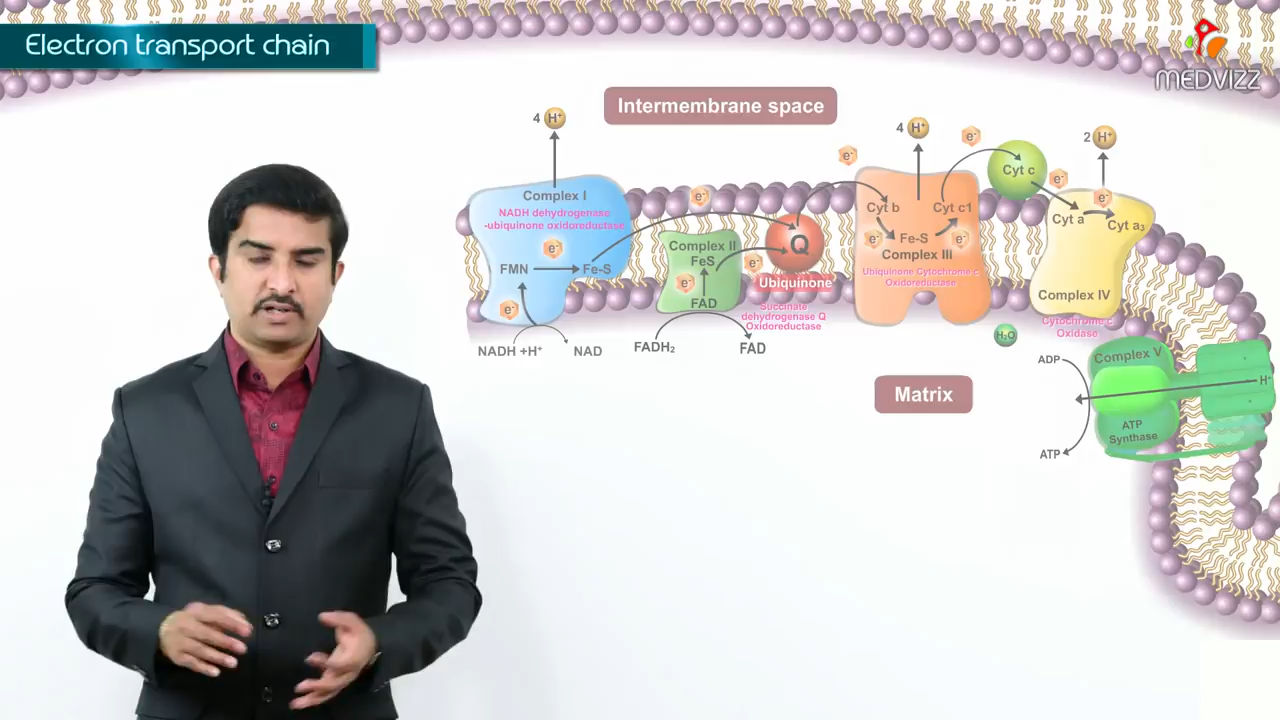 Electron transport chain
MEDVIZZ
Intermembrane space
4 H⁺
4 H⁺
2 H⁺
e⁻
e⁻
e⁻
e⁻
Complex I
NADH dehydrogenase
-ubiquinone oxidoreductase
e⁻
FMN
Fe-S
e⁻
NADH +H⁺
NAD
Complex II
FeS
e⁻
e⁻
FAD
FADH₂
FAD
Q
Ubiquinone
Succinate
dehydrogenase Q
Oxidoreductase
Cyt b
Cyt c1
e⁻
Fe-S
e⁻
Complex III
Ubiquinone Cytochrome c
Oxidoreductase
Cyt c
e⁻
Cyt a
Cyt a₃
Complex IV
Cytochrome c
Oxidase
H₂O
Matrix
ADP
ATP
Complex V
H⁺
ATP
Synthase